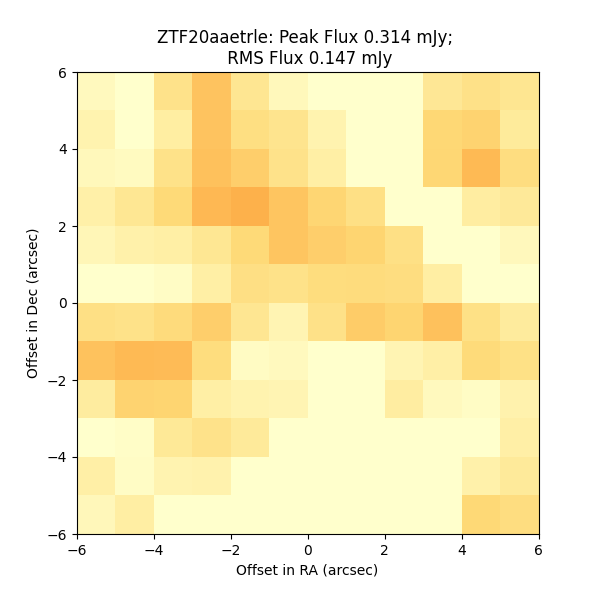 ZTF20aaetrle: Peak Flux 0.314 mJy;
RMS Flux 0.147 mJy
6
4
2
0
−2
−4
−6
Offset in Dec (arcsec)
−6 −4 −2 0 2 4 6
Offset in RA (arcsec)